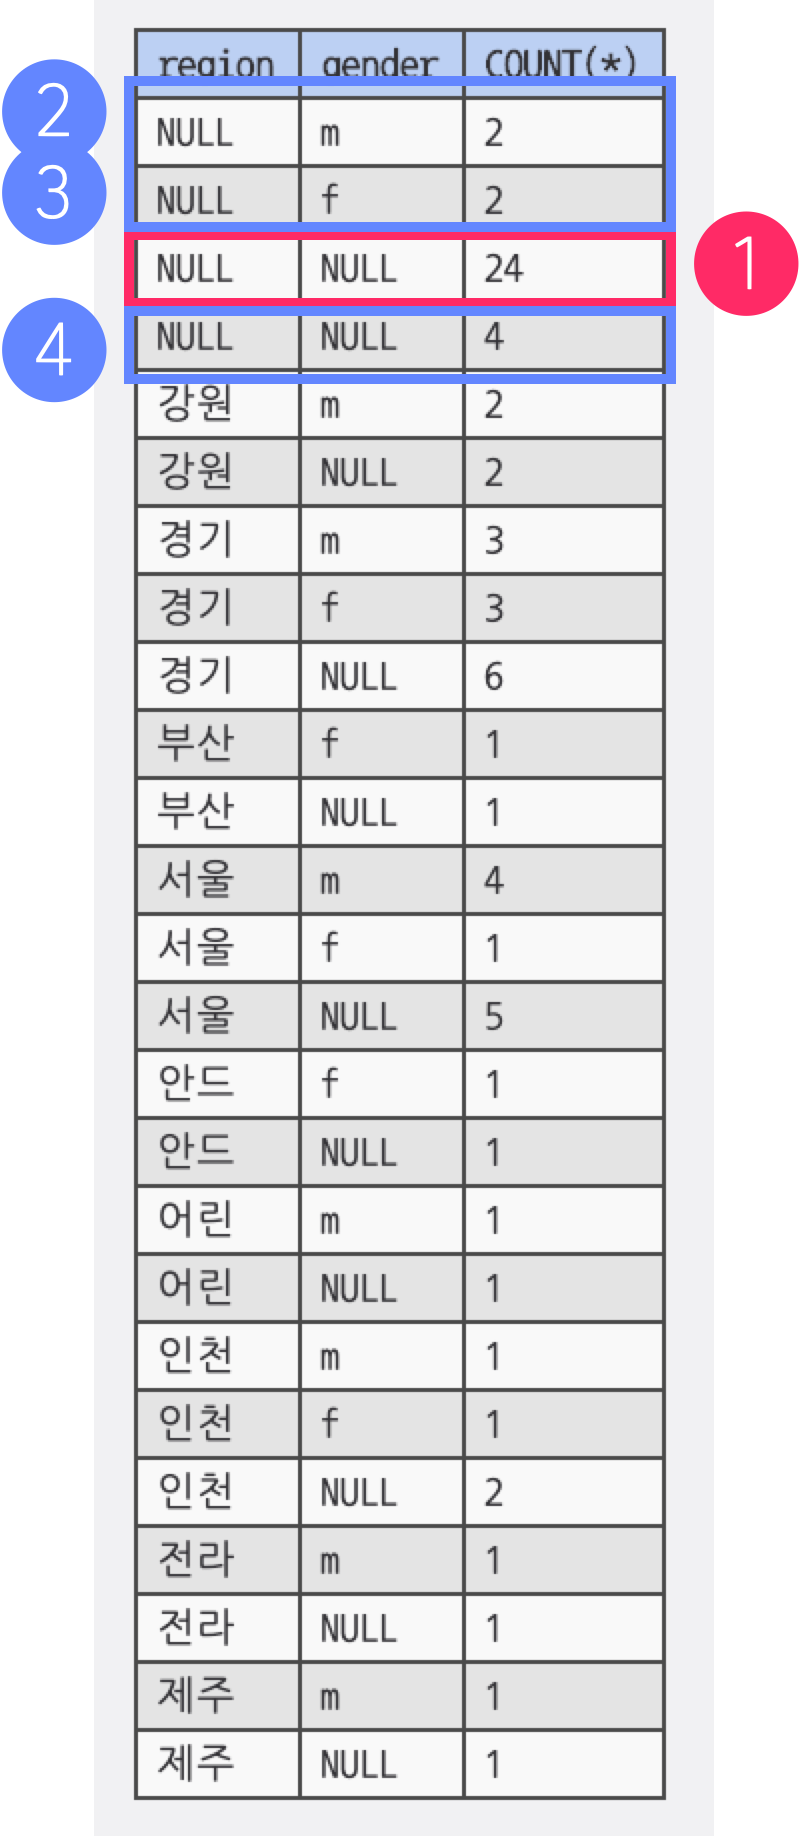 region gender COUNT(*)
2
NULL m 2
3
NULL f 2
NULL NULL 24
1
4
NULL NULL 4
강원 m 2
강원 NULL 2
경기 m 3
경기 f 3
경기 NULL 6
부산 f 1
부산 NULL 1
서울 m 4
서울 f 1
서울 NULL 5
안드 f 1
안드 NULL 1
어린 m 1
어린 NULL 1
인천 m 1
인천 f 1
인천 NULL 2
전라 m 1
전라 NULL 1
제주 m 1
제주 NULL 1